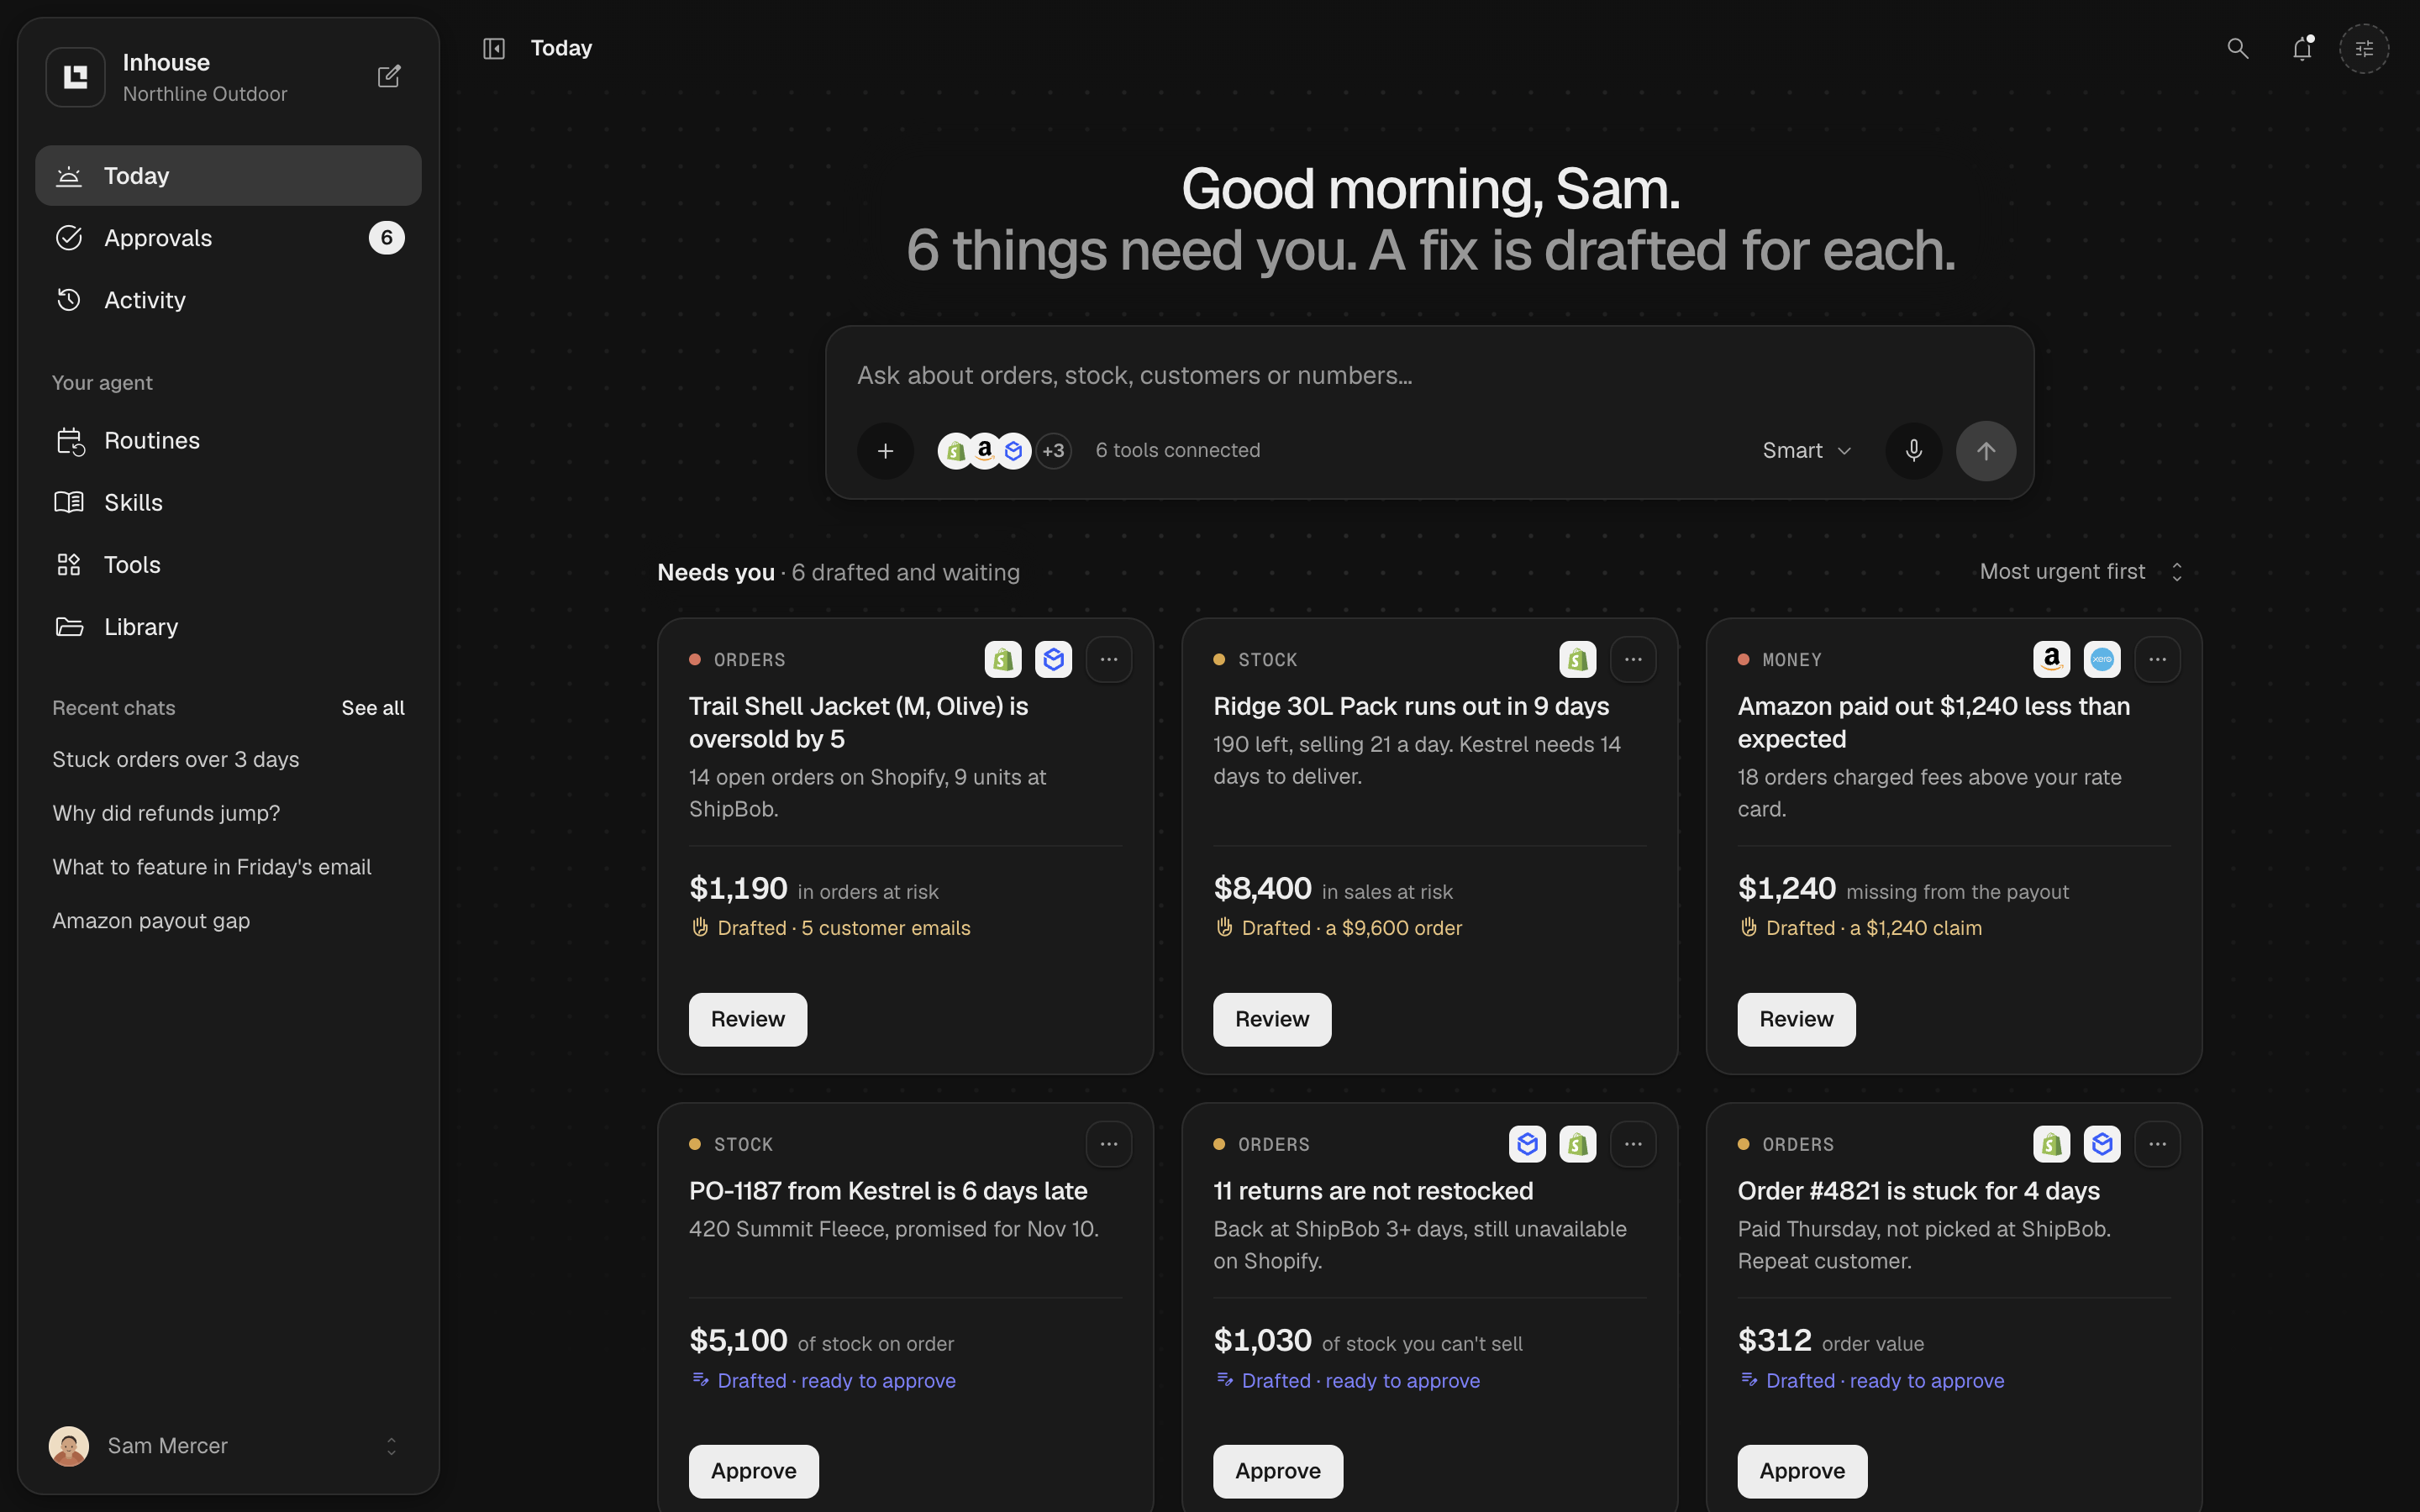 Inhouse
Northline Outdoor
Today
Approvals
6
Activity
Your agent
Routines
Skills
Tools
Library
Recent chats
See all
Stuck orders over 3 days
Why did refunds jump?
What to feature in Friday's email
Amazon payout gap
Sam Mercer
Today
Good morning, Sam.
6 things need you. A fix is drafted for each.
Ask about orders, stock, customers or numbers...
+3
6 tools connected
Smart
Needs you · 6 drafted and waiting
Most urgent first
ORDERS
Trail Shell Jacket (M, Olive) is
oversold by 5
14 open orders on Shopify, 9 units at
ShipBob.
$1,190 in orders at risk
Drafted · 5 customer emails
Review
STOCK
Ridge 30L Pack runs out in 9 days
190 left, selling 21 a day. Kestrel needs 14
days to deliver.
$8,400 in sales at risk
Drafted · a $9,600 order
Review
MONEY
xero
Amazon paid out $1,240 less than
expected
18 orders charged fees above your rate
card.
$1,240 missing from the payout
Drafted · a $1,240 claim
Review
STOCK
PO-1187 from Kestrel is 6 days late
420 Summit Fleece, promised for Nov 10.
$5,100 of stock on order
Drafted · ready to approve
Approve
ORDERS
11 returns are not restocked
Back at ShipBob 3+ days, still unavailable
on Shopify.
$1,030 of stock you can't sell
Drafted · ready to approve
Approve
ORDERS
Order #4821 is stuck for 4 days
Paid Thursday, not picked at ShipBob.
Repeat customer.
$312 order value
Drafted · ready to approve
Approve